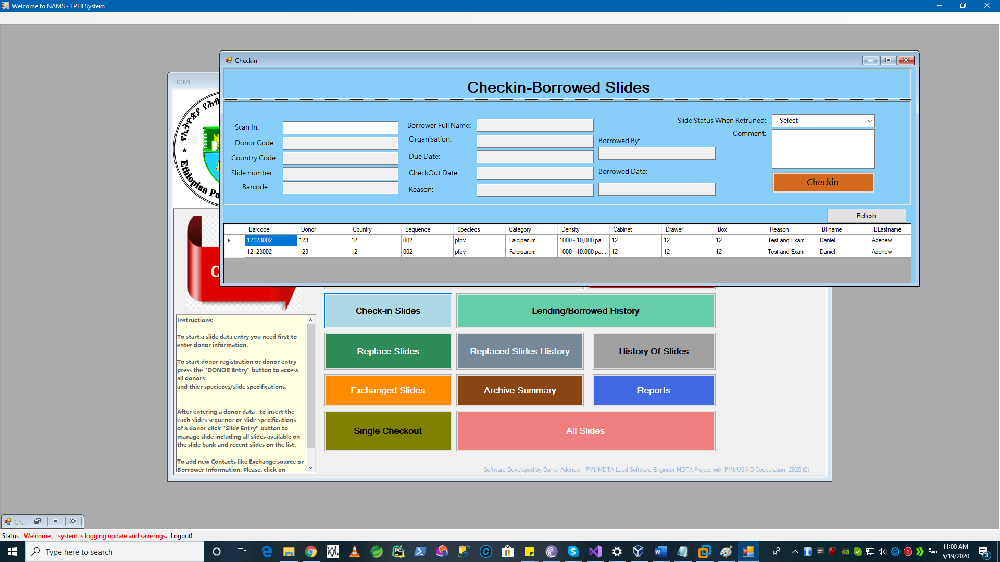 Welcome to NAMS - EPHI System
HOME
Checkin
Checkin-Borrowed Slides
Scan In:
Donor Code:
Country Code:
Slide number:
Barcode:
Borrower Full Name:
Organisation:
Due Date:
CheckOut Date:
Reason:
Borrowed By:
Borrowed Date:
Slide Status When Retruned:
--Select---
Comment:
Checkin
Refresh
Barcode Donor Country Sequence Speciecs Category Density Cabinet Drawer Box Reason BFname BLastname
12123002 123 12 002 pfpv Falciparum 1000 - 10,000 pa... 12 12 12 Test and Exam Daniel Adenew
12123002 123 12 002 pfpv Falciparum 1000 - 10,000 pa... 12 12 12 Test and Exam Daniel Adenew
Ethiopian Pu
C
Check-in Slides
Lending/Borrowed History
Replace Slides
Replaced Slides History
History Of Slides
Exchanged Slides
Archive Summary
Reports
Single Checkout
All Slides
Instructions:
To start a slide data entry you need first to
enter donor information.
To start donor registration or donor entry
press the "DONOR Entry" button to access
all donors
and thier specieces/slide specifications.
After entering a donor data , to insert the
each slides sequence or slide specifications
of a donor click "Slide Entry" button to
manage slide including all slides available on
the slide bank and recent slides on the list.
To add new Contacts like Exchange source or
Borrower Information. Please. click on
Software Developed by Daniel Adenew , PMI/MDTA Lead Software Engineer MDTA Project with PMI/USAID Cooperation, 2020 (C).
Ch...
Status Welcome , system is logging update and save logs. Logout!
Type here to search
11:00 AM
5/19/2020
3